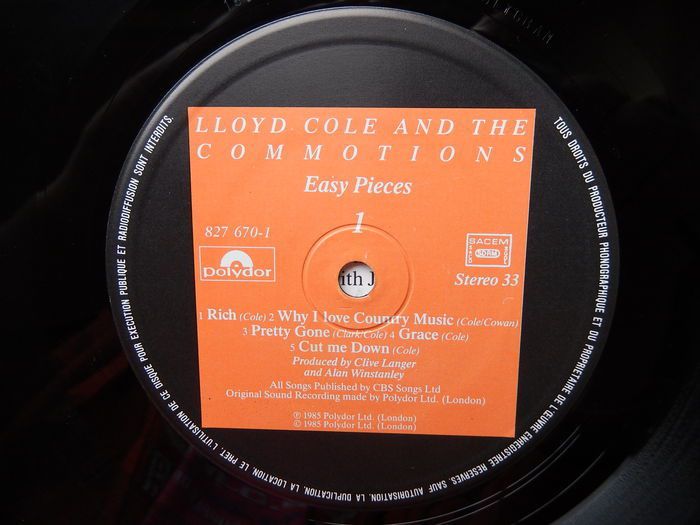 LLOYD COLE AND THE
COMMOTIONS
Easy Pieces
1
827 670-1
polydor
SACEM
SACD
SDRM
SGDL
Stereo 33
ith J
1 Rich (Cole) 2 Why I love Country Music (Cole/Cowan)
3 Pretty Gone (Clark/Cole) 4 Grace (Cole)
5 Cut me Down (Cole)
Produced by Clive Langer
and Alan Winstanley
All Songs Published by CBS Songs Ltd
Original Sound Recording made by Polydor Ltd. (London)
℗ 1985 Polydor Ltd. (London)
© 1985 Polydor Ltd. (London)
TOUS DROITS DU PRODUCTEUR PHONOGRAPHIQUE ET DU PROPRIETAIRE DE L'ŒUVRE ENREGISTREE RESERVES. SAUF AUTORISATION, LA DUPLICATION, LA LOCATION, LE PRET, L'UTILISATION DE CE DISQUE POUR EXECUTION PUBLIQUE ET RADIODIFFUSION SONT INTERDITS.